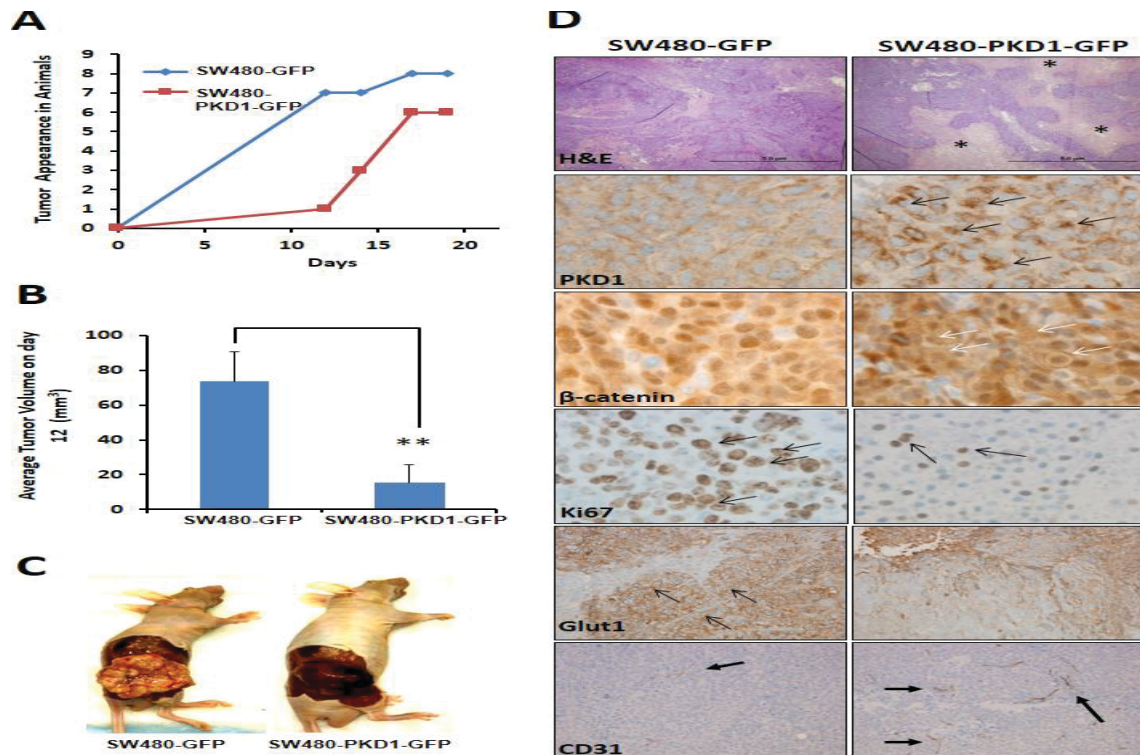 A
9
8
7
6
5
4
3
2
1
0
Tumor Appearance in Animals
SW480-GFP
SW480-
PKD1-GFP
0 5 10 15 20
Days
B
100
80
60
40
20
0
Average Tumor Volume on day
12 (mm³)
**
SW480-GFP SW480-PKD1-GFP
C
SW480-GFP SW480-PKD1-GFP
D
SW480-GFP SW480-PKD1-GFP
*
*
*
H&E
PKD1
β-catenin
Ki67
Glut1
CD31